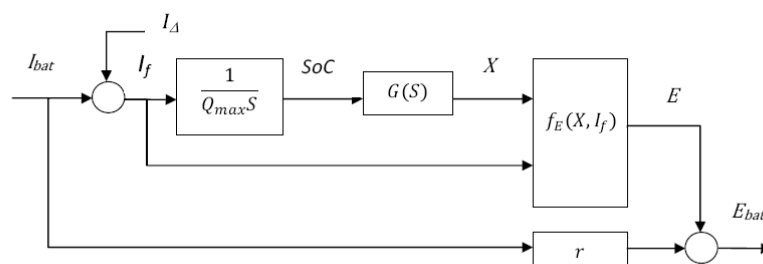 I_Δ
I_bat
I_f
SoC
X
1
Q_max S
G(S)
f_E(X, I_f)
E
E_bat
r